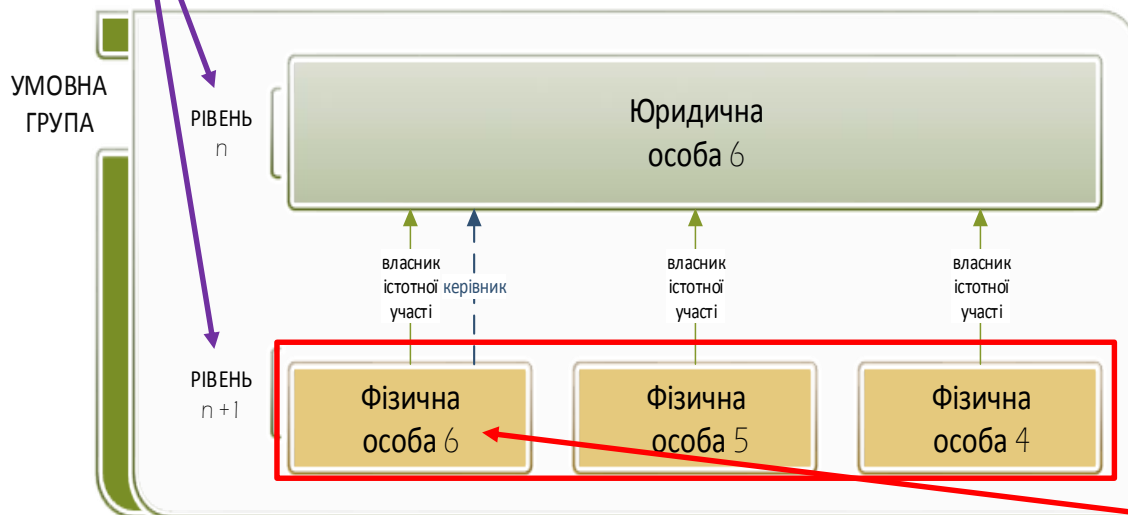 УМОВНА
ГРУПА
РІВЕНЬ
n
Юридична
особа 6
власник
істотної
участі
керівник
власник
істотної
участі
власник
істотної
участі
РІВЕНЬ
n +1
Фізична
особа 6
Фізична
особа 5
Фізична
особа 4